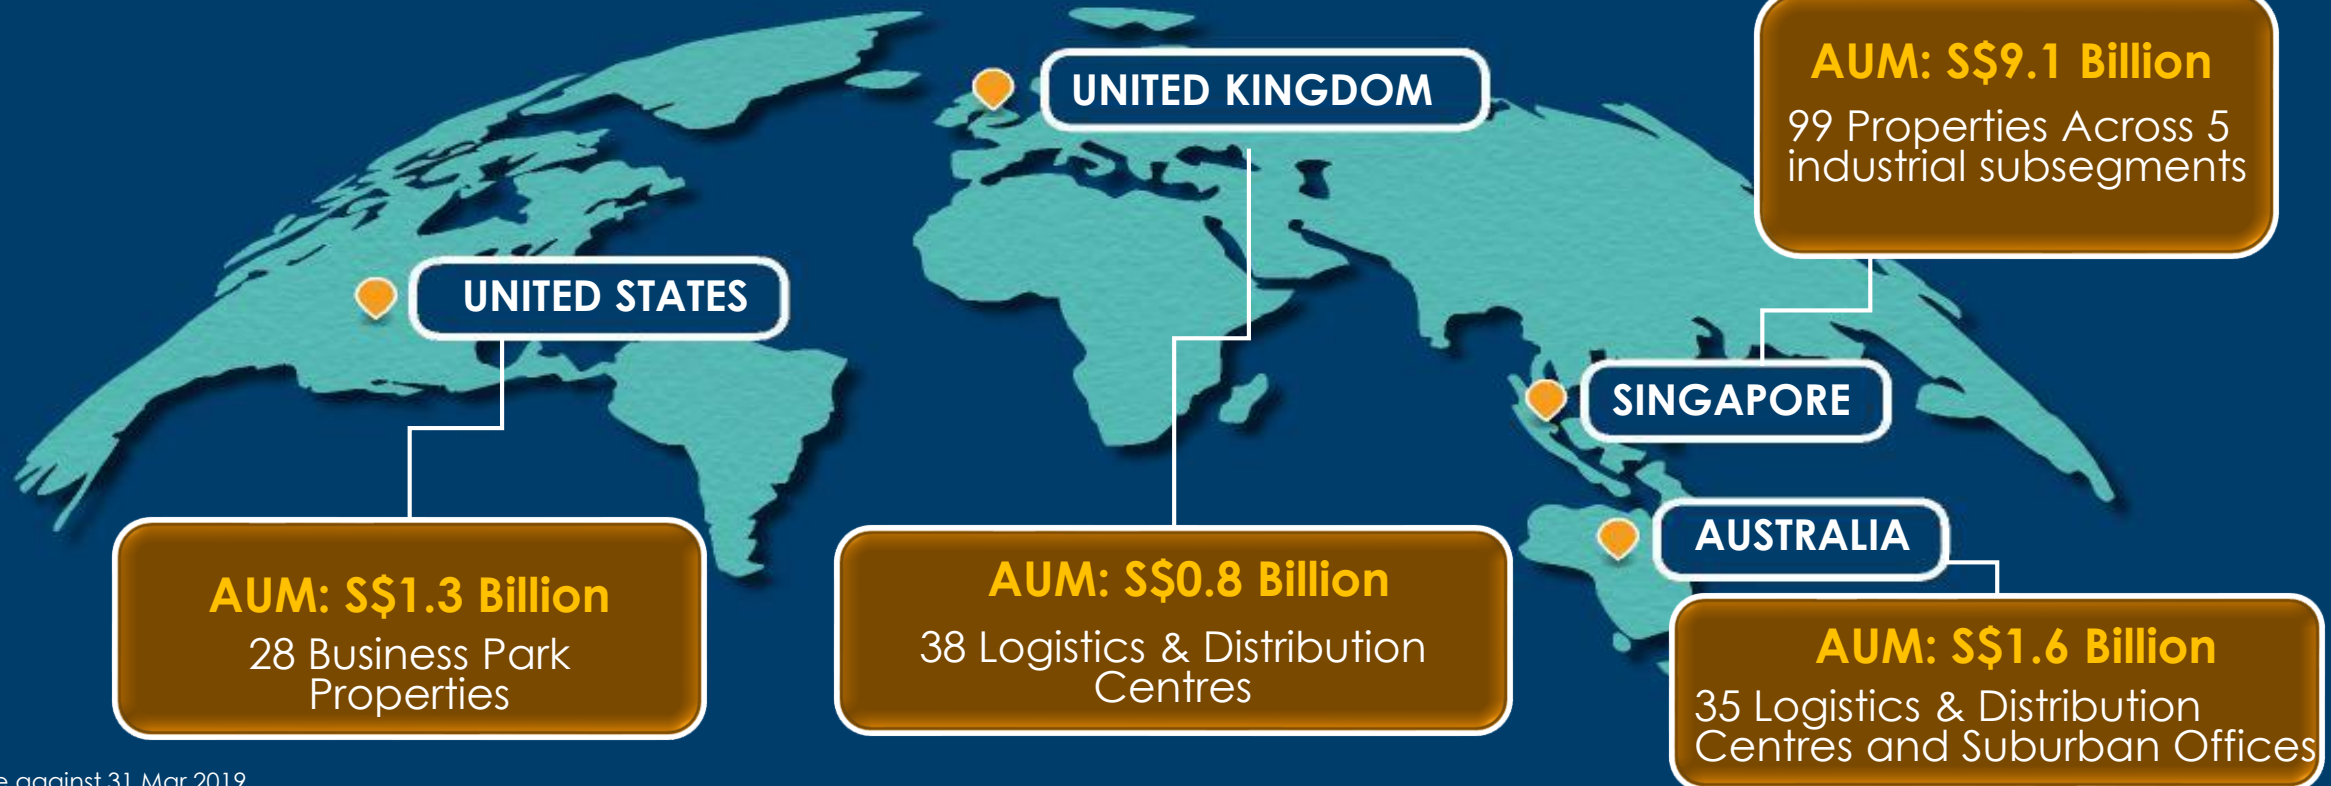 UNITED KINGDOM
AUM: S$9.1 Billion
99 Properties Across 5
industrial subsegments
UNITED STATES
SINGAPORE
AUSTRALIA
AUM: S$1.3 Billion
28 Business Park
Properties
AUM: S$0.8 Billion
38 Logistics & Distribution
Centres
AUM: S$1.6 Billion
35 Logistics & Distribution
Centres and Suburban Offices
against 31 Mar 2019